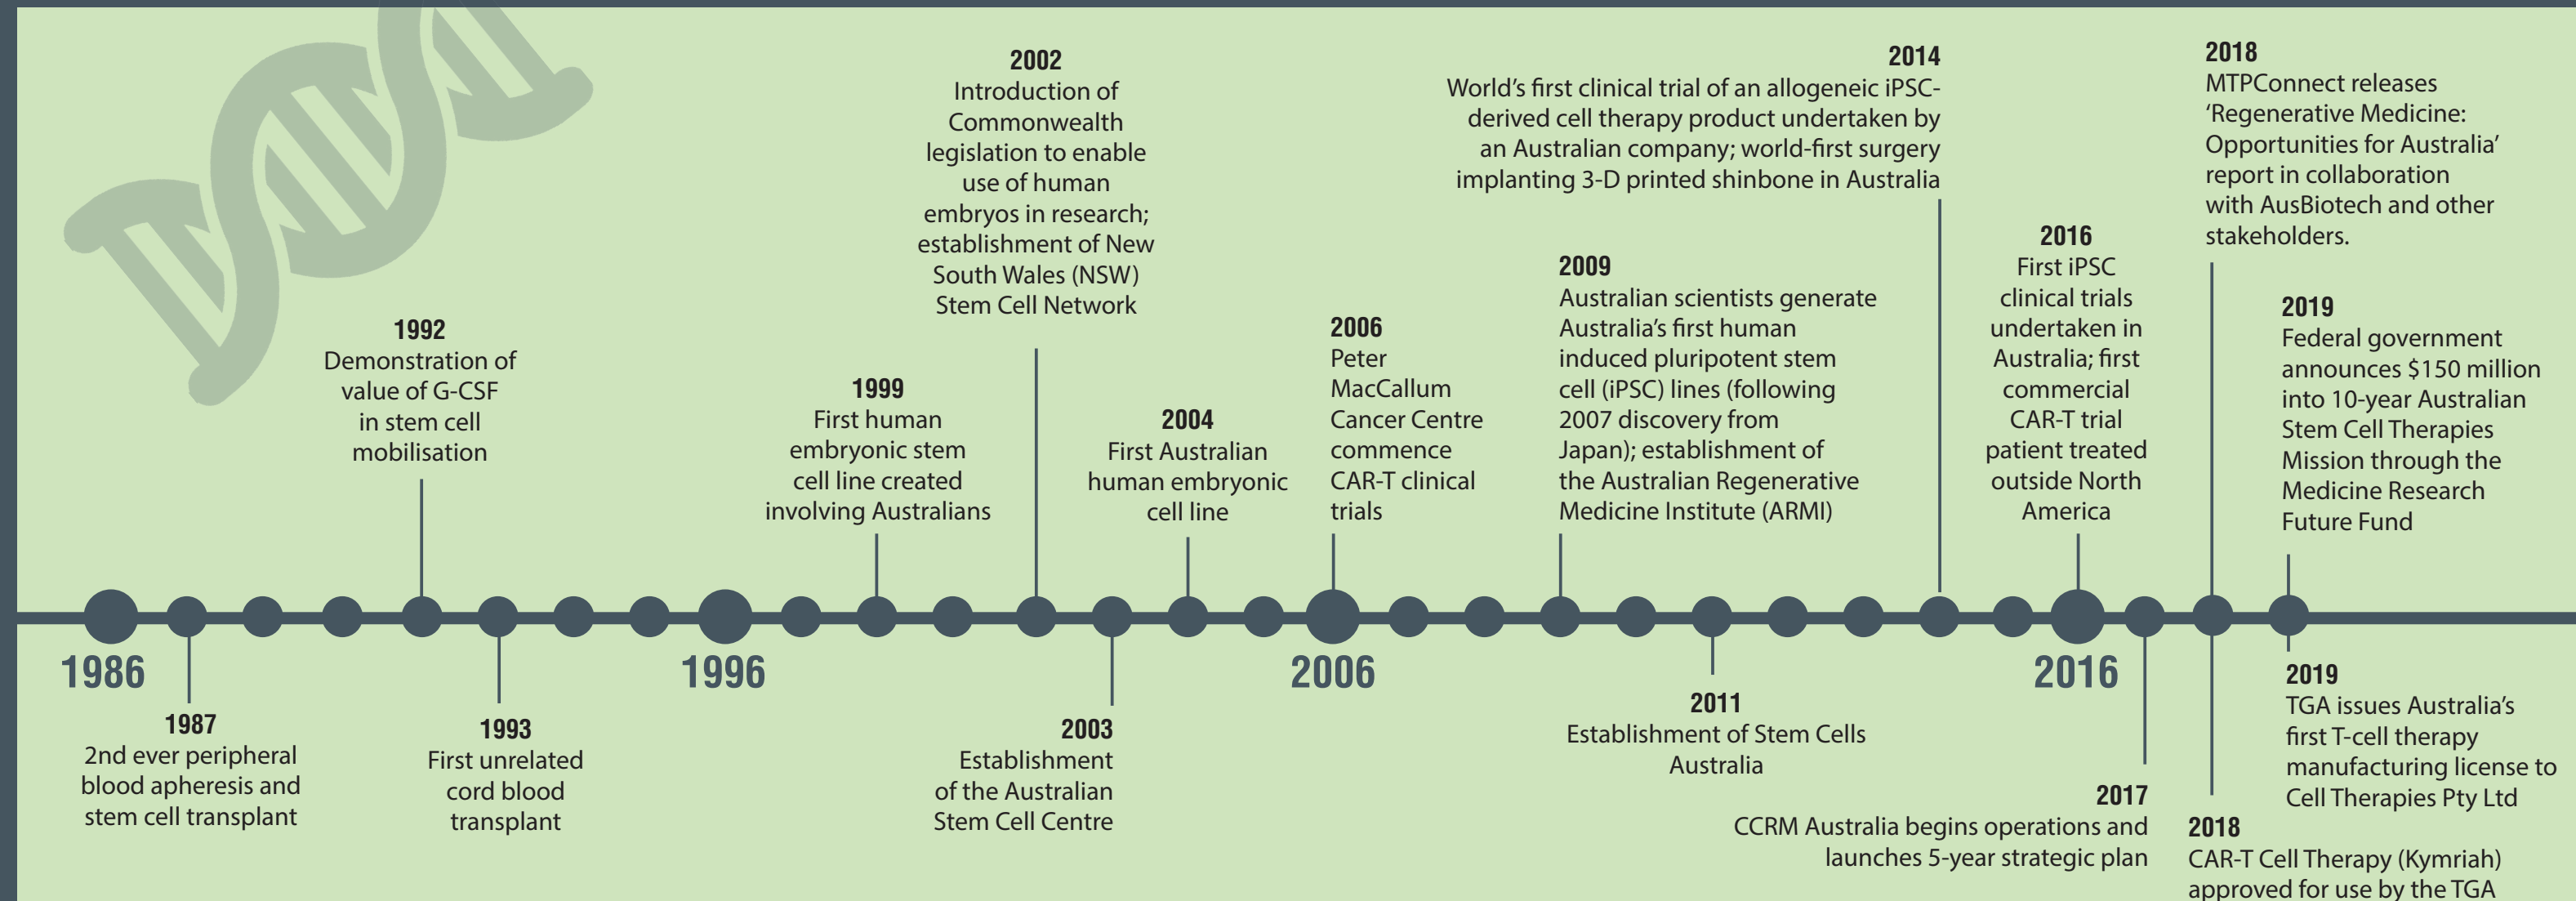 1992
Demonstration of
value of G-CSF
in stem cell
mobilisation
1999
First human
embryonic stem
cell line created
involving Australians
2002
Introduction of
Commonwealth
legislation to enable
use of human
embryos in research;
establishment of New
South Wales (NSW)
Stem Cell Network
2004
First Australian
human embryonic
cell line
2006
Peter
MacCallum
Cancer Centre
commence
CAR-T clinical
trials
2009
Australian scientists generate
Australia’s first human
induced pluripotent stem
cell (iPSC) lines (following
2007 discovery from
Japan); establishment of
the Australian Regenerative
Medicine Institute (ARMI)
2014
World’s first clinical trial of an allogeneic iPSC-
derived cell therapy product undertaken by
an Australian company; world-first surgery
implanting 3-D printed shinbone in Australia
2016
First iPSC
clinical trials
undertaken in
Australia; first
commercial
CAR-T trial
patient treated
outside North
America
2018
MTPConnect releases
‘Regenerative Medicine:
Opportunities for Australia’
report in collaboration
with AusBiotech and other
stakeholders.
2019
Federal government
announces $150 million
into 10-year Australian
Stem Cell Therapies
Mission through the
Medicine Research
Future Fund
1986
1996
2006
2016
1987
2nd ever peripheral
blood apheresis and
stem cell transplant
1993
First unrelated
cord blood
transplant
2003
Establishment
of the Australian
Stem Cell Centre
2011
Establishment of Stem Cells
Australia
2017
CCRM Australia begins operations and
launches 5-year strategic plan
2018
CAR-T Cell Therapy (Kymriah)
approved for use by the TGA
2019
TGA issues Australia’s
first T-cell therapy
manufacturing license to
Cell Therapies Pty Ltd